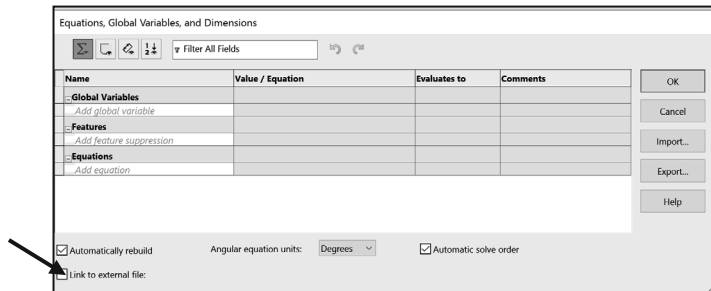 Equations, Global Variables, and Dimensions
Filter All Fields
Name Value / Equation Evaluates to Comments
Global Variables
Add global variable
Features
Add feature suppression
Equations
Add equation
OK
Cancel
Import...
Export...
Help
Automatically rebuild Angular equation units: Degrees Automatic solve order
Link to external file: